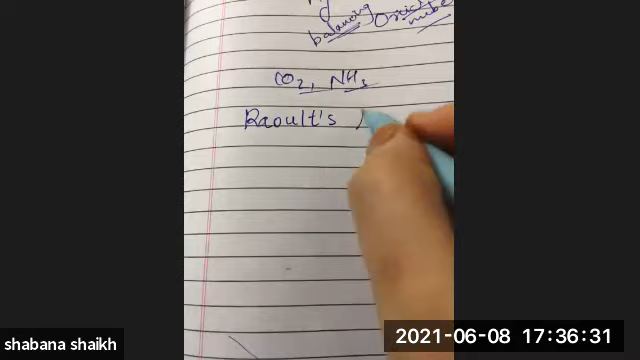 balancing
CO2, NH3
Raoult's
shabana shaikh
2021-06-08 17:36:31